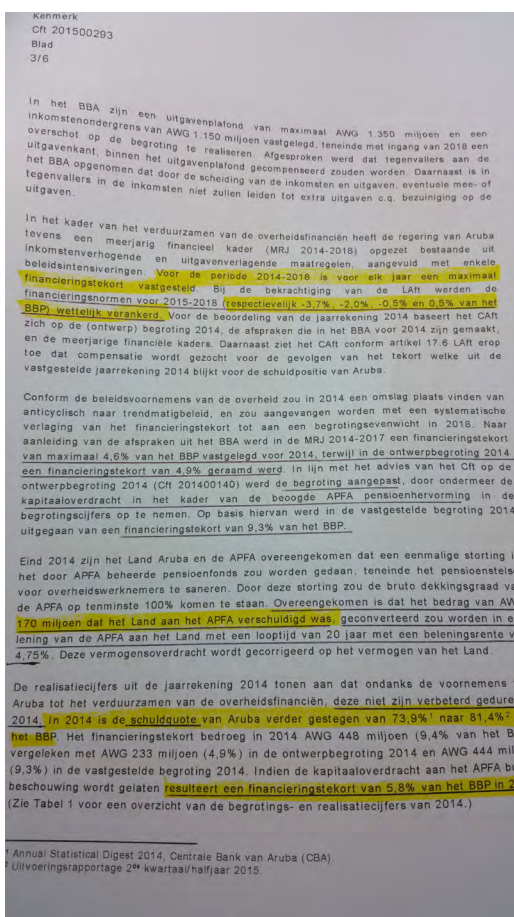 Kenmerk
Cft 201500293
Blad
3/6
In het BBA zijn een uitgavenplafond van maximaal AWG 1.350 miljoen en een
inkomstenondergrens van AWG 1.150 miljoen vastgelegd, teneinde met ingang van 2018 een
overschot op de begroting te realiseren. Afgesproken werd dat tegenvallers aan de
uitgavenkant, binnen het uitgavenplafond gecompenseerd zouden worden. Daarnaast is in
het BBA opgenomen dat door de scheiding van de inkomsten en uitgaven, eventuele mee- of
tegenvallers in de inkomsten niet zullen leiden tot extra uitgaven c.q. bezuiniging op de
uitgaven.
In het kader van het verduurzamen van de overheidsfinanciën heeft de regering van Aruba
tevens een meerjarig financieel kader (MRJ 2014-2018) opgezet bestaande uit
inkomstenverhogende en uitgavenverlagende maatregelen, aangevuld met enkele
beleidsintensiveringen. Voor de periode 2014-2018 is voor elk jaar een maximaal
financieringstekort vastgesteld. Bij de bekrachtiging van de LAft werden de
financieringsnormen voor 2015-2018 (respectievelijk -3,7%, -2,0%, -0,5% en 0,5% van het
BBP) wettelijk verankerd. Voor de beoordeling van de jaarrekening 2014 baseert het CAft
zich op de (ontwerp) begroting 2014, de afspraken die in het BBA voor 2014 zijn gemaakt,
en de meerjarige financiële kaders. Daarnaast ziet het CAft conform artikel 17.6 LAft erop
toe dat compensatie wordt gezocht voor de gevolgen van het tekort welke uit de
vastgestelde jaarrekening 2014 blijkt voor de schuldpositie van Aruba.
Conform de beleidsvoornemens van de overheid zou in 2014 een omslag plaats vinden van
anticyclisch naar trendmatigbeleid, en zou aangevangen worden met een systematische
verlaging van het financieringstekort tot aan een begrotingsevenwicht in 2018. Naar
aanleiding van de afspraken uit het BBA werd in de MRJ 2014-2017 een financieringstekort
van maximaal 4,6% van het BBP vastgelegd voor 2014, terwijl in de ontwerpbegroting 2014
een financieringstekort van 4,9% geraamd werd. In lijn met het advies van het Cft op de
ontwerpbegroting 2014 (Cft 201400140) werd de begroting aangepast, door ondermeer de
kapitaaloverdracht in het kader van de beoogde APFA pensioenhervorming in de
begrotingscijfers op te nemen. Op basis hiervan werd in de vastgestelde begroting 2014
uitgegaan van een financieringstekort van 9,3% van het BBP.
Eind 2014 zijn het Land Aruba en de APFA overeengekomen dat een eenmalige storting i
het door APFA beheerde pensioenfonds zou worden gedaan, teneinde het pensioenstels
voor overheidswerknemers te saneren. Door deze storting zou de bruto dekkingsgraad va
de APFA op tenminste 100% komen te staan. Overeengekomen is dat het bedrag van AW
170 miljoen dat het Land aan het APFA verschuldigd was, geconverteerd zou worden in e
lening van de APFA aan het Land met een looptijd van 20 jaar met een beleningsrente v
4,75%. Deze vermogensoverdracht wordt gecorrigeerd op het vermogen van het Land.
De realisatiecijfers uit de jaarrekening 2014 tonen aan dat ondanks de voornemens
Aruba tot het verduurzamen van de overheidsfinanciën, deze niet zijn verbeterd gedure
2014. In 2014 is de schuldquote van Aruba verder gestegen van 73,9%¹ naar 81,4%²
het BBP. Het financieringstekort bedroeg in 2014 AWG 448 miljoen (9,4% van het B
vergeleken met AWG 233 miljoen (4,9%) in de ontwerpbegroting 2014 en AWG 444 mil
(9,3%) in de vastgestelde begroting 2014. Indien de kapitaaloverdracht aan het APFA bu
beschouwing wordt gelaten resulteert een financieringstekort van 5,8% van het BBP in 2
(Zie Tabel 1 voor een overzicht van de begrotings- en realisatiecijfers van 2014.)
¹ Annual Statistical Digest 2014, Centrale Bank van Aruba (CBA).
² Uitvoeringsrapportage 2de kwartaal/halfjaar 2015.